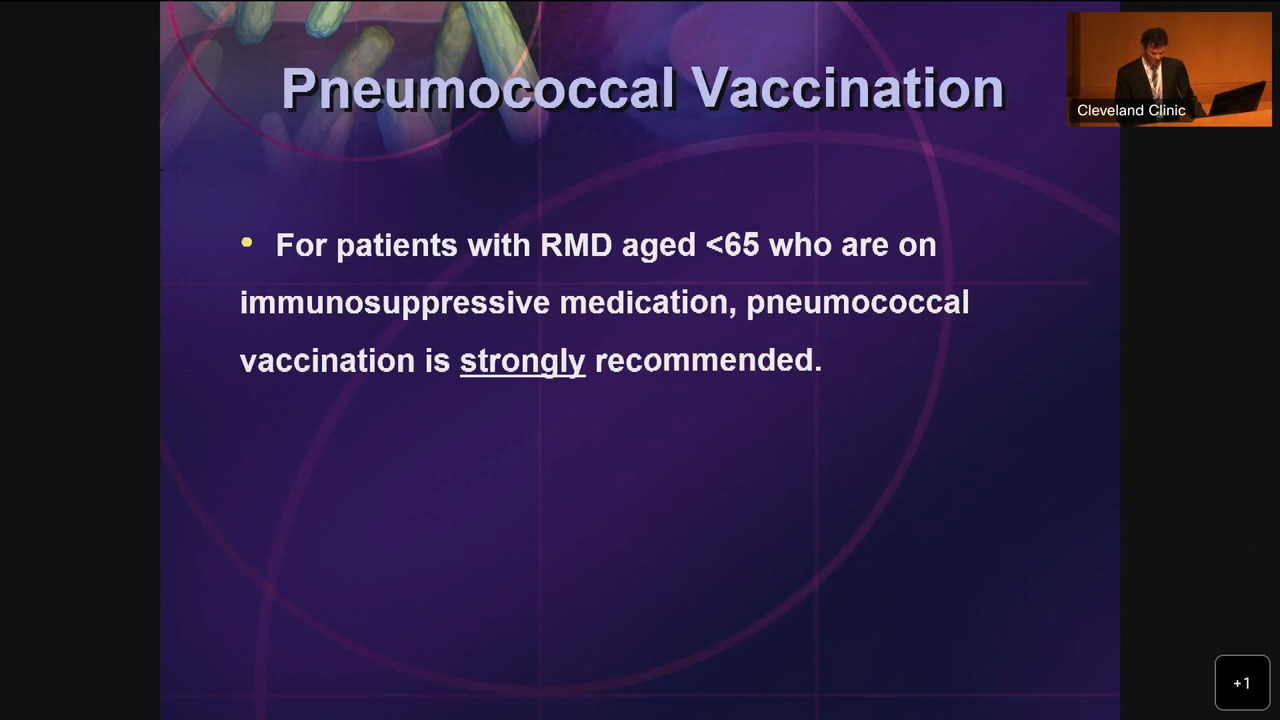 Pneumococcal Vaccination
Cleveland Clinic
• For patients with RMD aged <65 who are on
immunosuppressive medication, pneumococcal
vaccination is strongly recommended.
+1